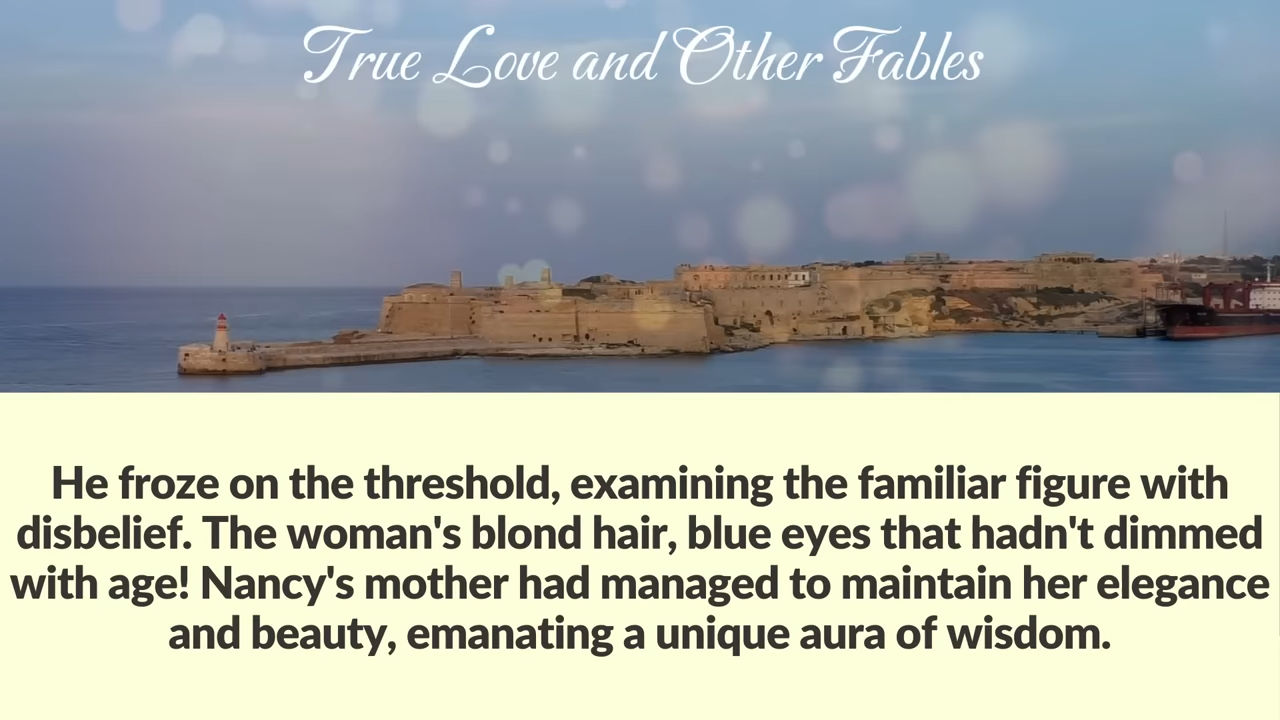 True Love and Other Fables
He froze on the threshold, examining the familiar figure with
disbelief. The woman's blond hair, blue eyes that hadn't dimmed
with age! Nancy's mother had managed to maintain her elegance
and beauty, emanating a unique aura of wisdom.